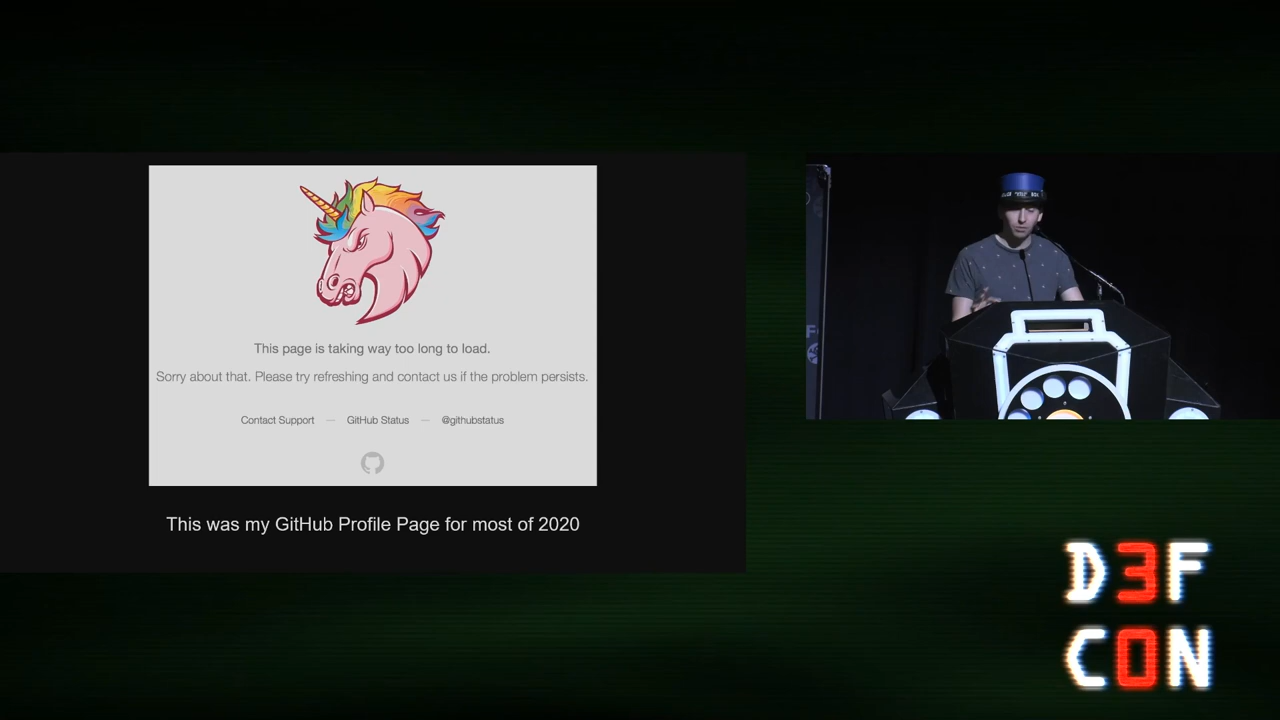 This page is taking way too long to load.
Sorry about that. Please try refreshing and contact us if the problem persists.
Contact Support — GitHub Status — @githubstatus
This was my GitHub Profile Page for most of 2020
D3F
C0N